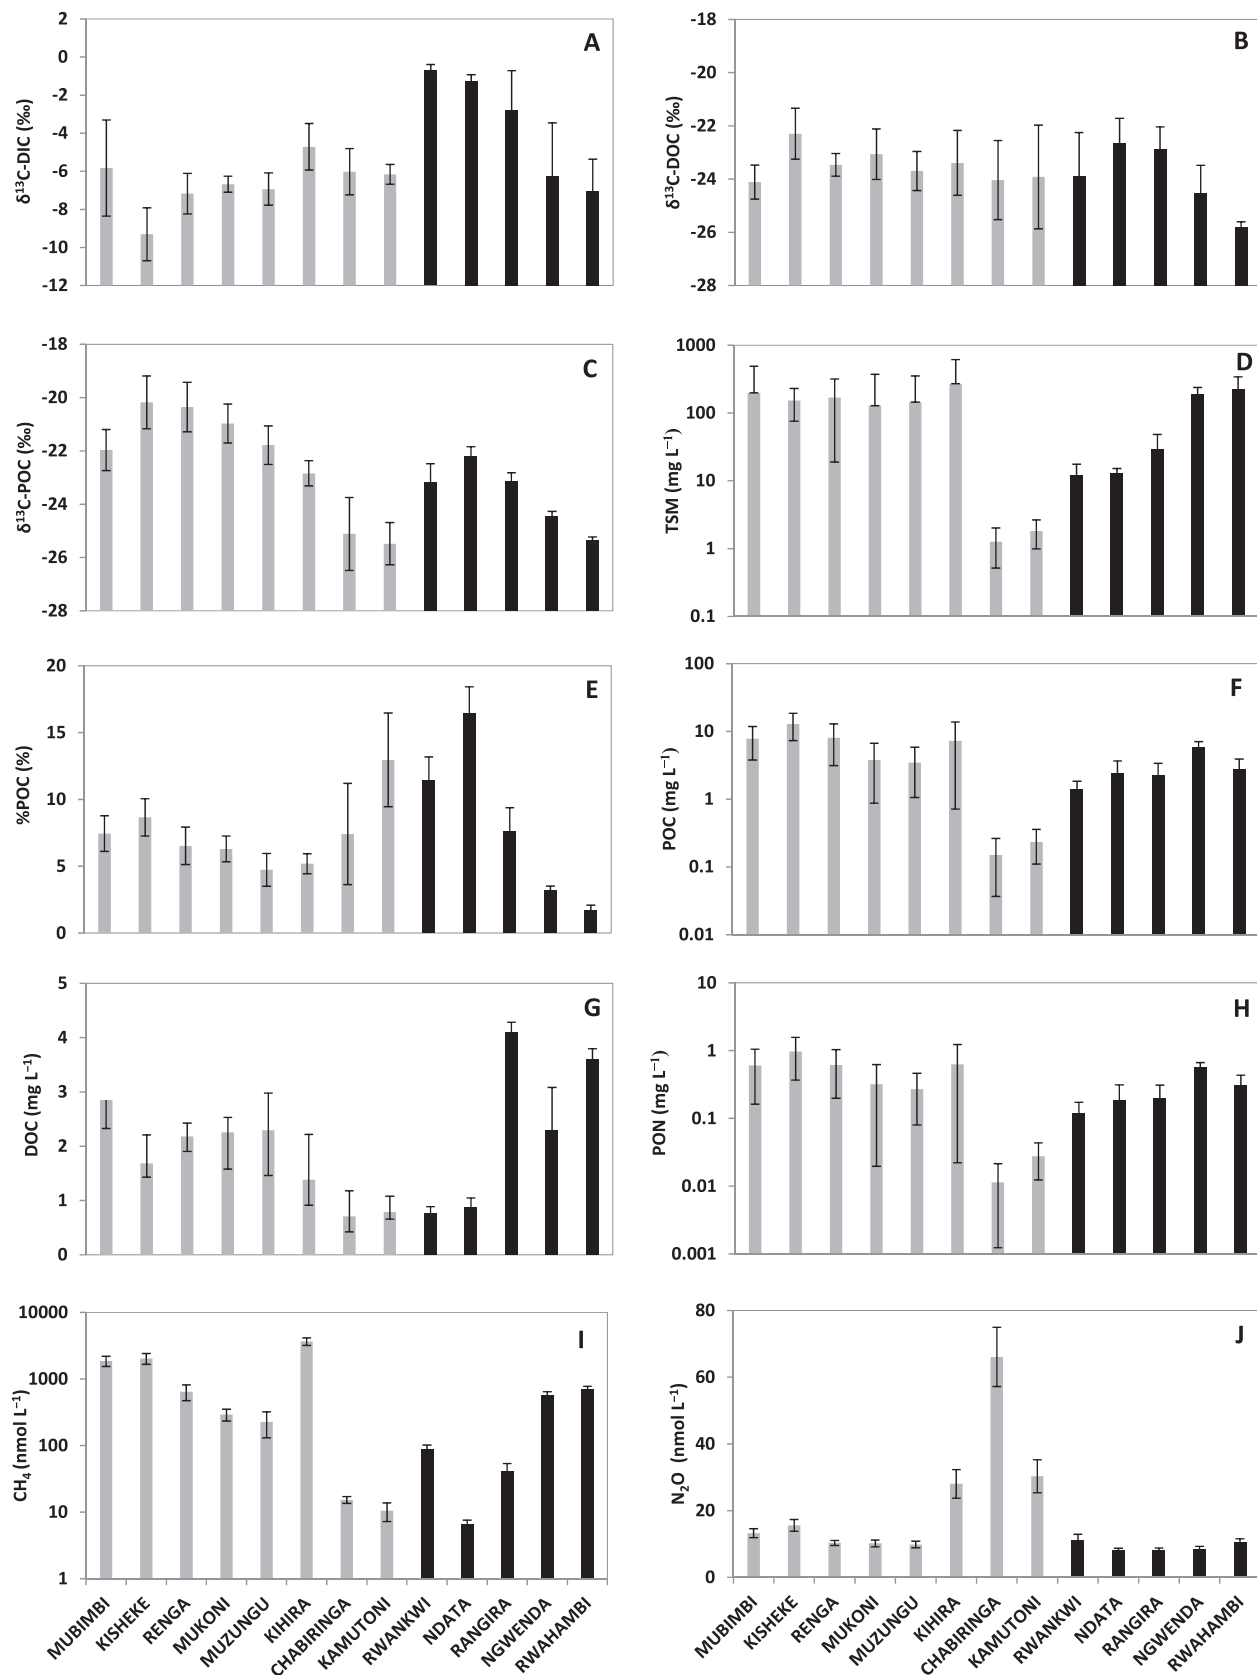 A
δ¹³C-DIC (‰)
2
0
-2
-4
-6
-8
-10
-12
B
δ¹³C-DOC (‰)
-18
-20
-22
-24
-26
-28
C
δ¹³C-POC (‰)
-18
-20
-22
-24
-26
-28
D
TSM (mg L⁻¹)
1000
100
10
1
0.1
E
%POC (%)
20
15
10
5
0
F
POC (mg L⁻¹)
100
10
1
0.1
0.01
G
DOC (mg L⁻¹)
5
4
3
2
1
0
H
PON (mg L⁻¹)
10
1
0.1
0.01
0.001
I
CH₄ (nmol L⁻¹)
10000
1000
100
10
1
MUBIMBI
KISHEKE
RENGA
MUKONI
MUZUNGU
KIHIRA
CHABIRINGA
KAMUTONI
RWANKWI
NDATA
RANGIRA
NGWENDA
RWAHAMBI
J
N₂O (nmol L⁻¹)
80
60
40
20
0
MUBIMBI
KISHEKE
RENGA
MUKONI
MUZUNGU
KIHIRA
CHABIRINGA
KAMUTONI
RWANKWI
NDATA
RANGIRA
NGWENDA
RWAHAMBI